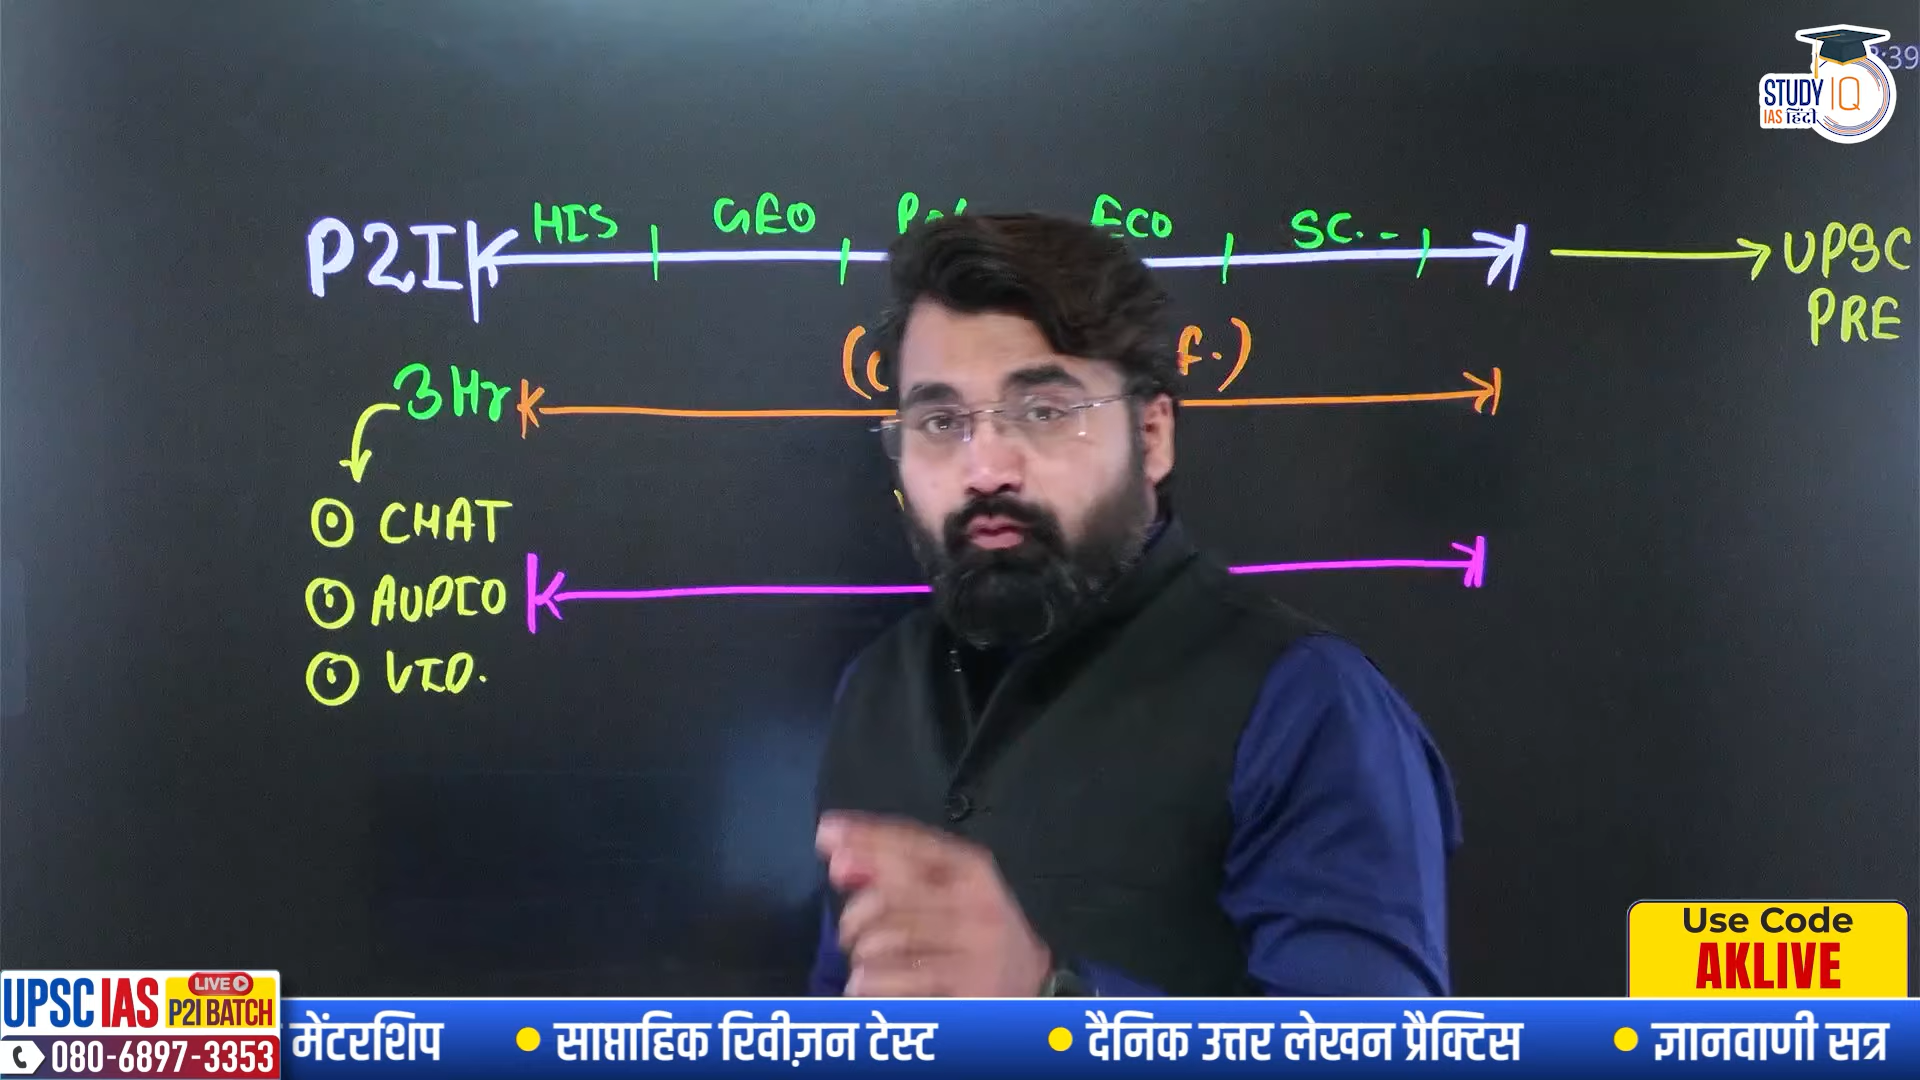 :39
STUDY IQ
IAS हिंदी
HIS GEO ECO SC.
P2I
UPSC
PRE
3Hr
CHAT
AUDIO
VID.
Use Code
AKLIVE
UPSC IAS LIVE P2I BATCH
080-6897-3353
मेंटरशिप • साप्ताहिक रिवीज़न टेस्ट • दैनिक उत्तर लेखन प्रैक्टिस • ज्ञानवाणी सत्र